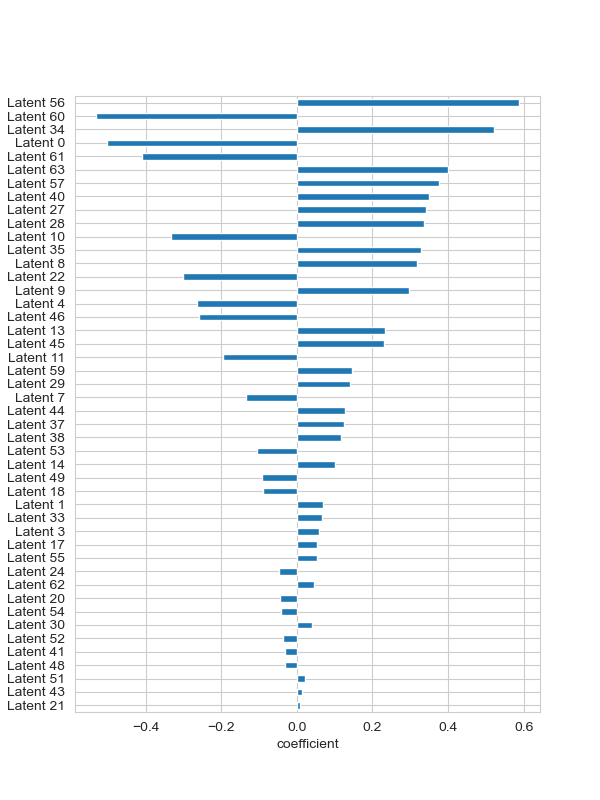 Latent 56
Latent 60
Latent 34
Latent 0
Latent 61
Latent 63
Latent 57
Latent 40
Latent 27
Latent 28
Latent 10
Latent 35
Latent 8
Latent 22
Latent 9
Latent 4
Latent 46
Latent 13
Latent 45
Latent 11
Latent 59
Latent 29
Latent 7
Latent 44
Latent 37
Latent 38
Latent 53
Latent 14
Latent 49
Latent 18
Latent 1
Latent 33
Latent 3
Latent 17
Latent 55
Latent 24
Latent 62
Latent 20
Latent 54
Latent 30
Latent 52
Latent 41
Latent 48
Latent 51
Latent 43
Latent 21
−0.4 −0.2 0.0 0.2 0.4 0.6
coefficient